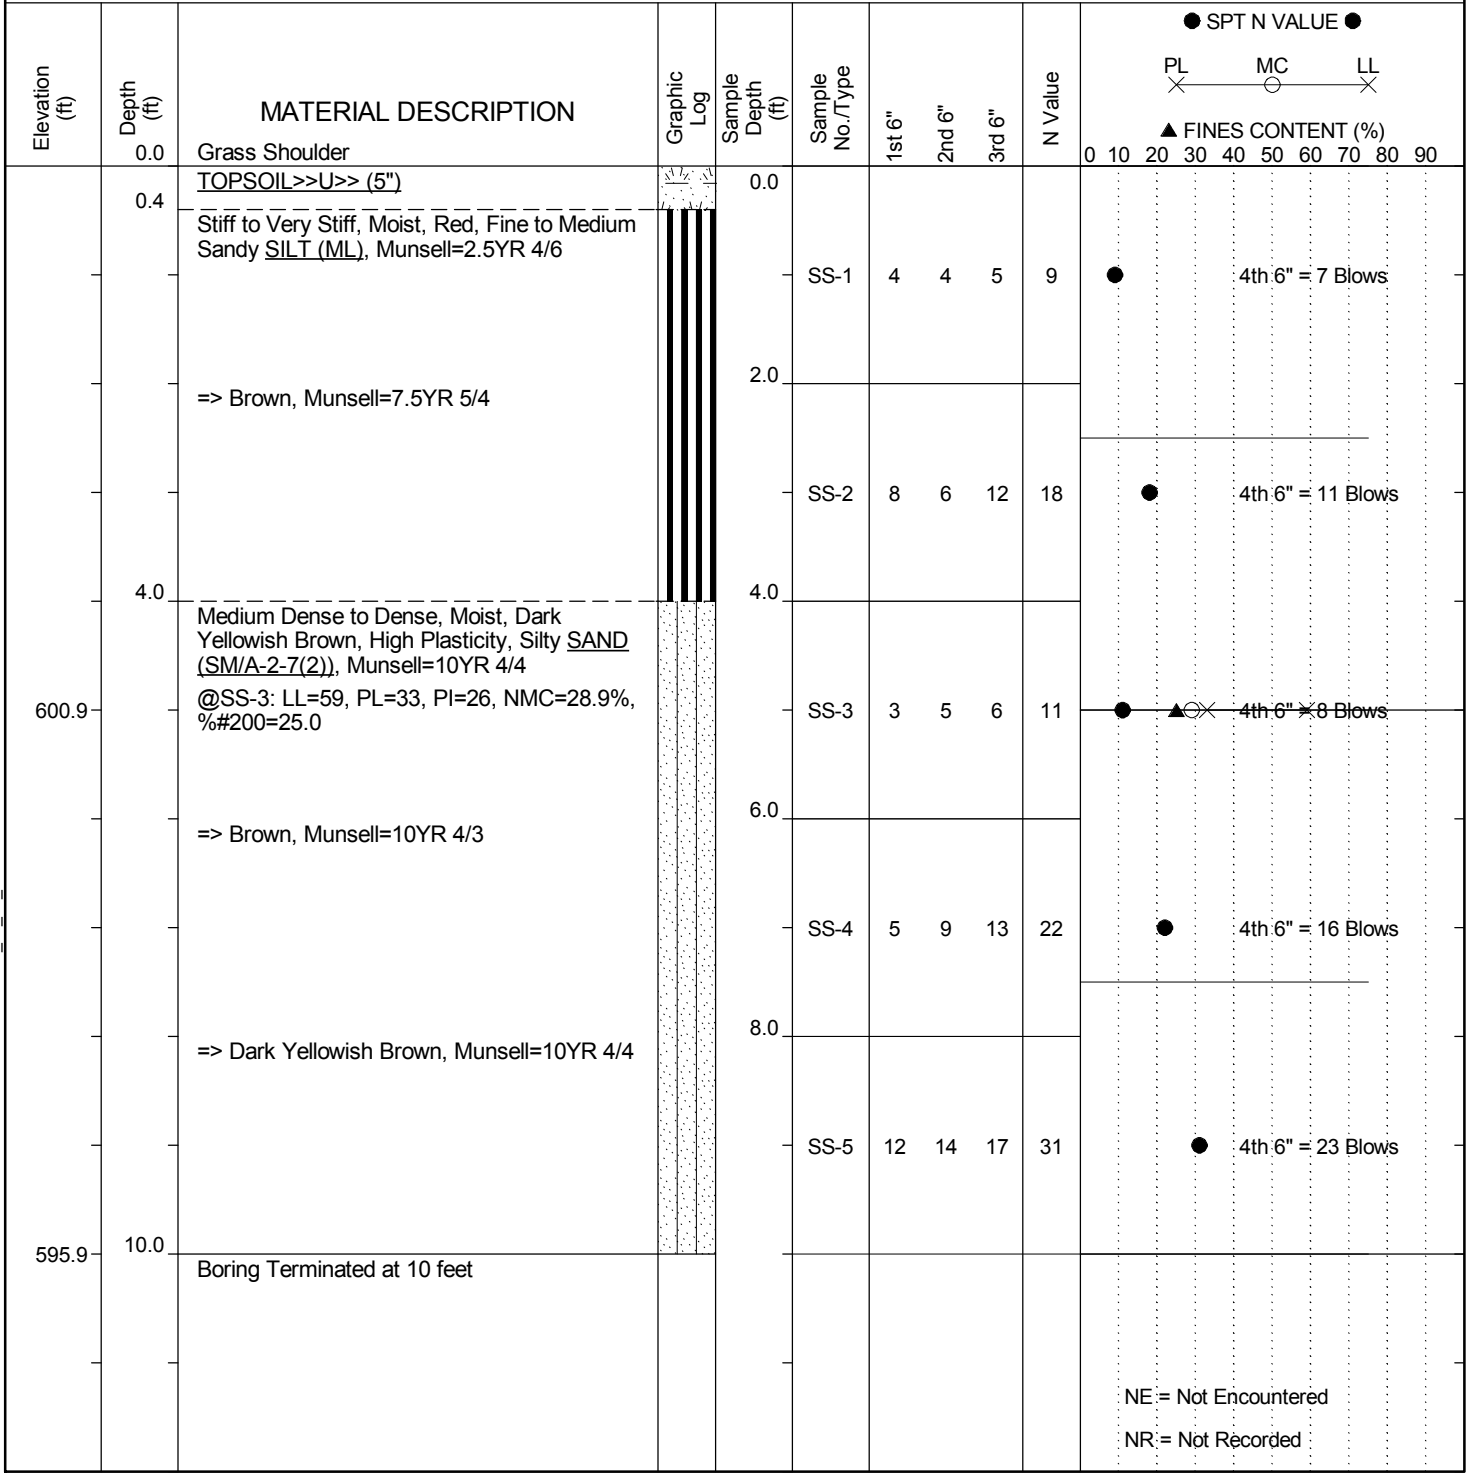 ● SPT N VALUE ●
PL MC LL
▲ FINES CONTENT (%)
Elevation (ft)
Depth (ft)
MATERIAL DESCRIPTION
Graphic Log
Sample Depth (ft)
Sample No./Type
1st 6"
2nd 6"
3rd 6"
N Value
0 10 20 30 40 50 60 70 80 90
0.0 Grass Shoulder
TOPSOIL>>U>> (5") 0.0
0.4
Stiff to Very Stiff, Moist, Red, Fine to Medium
Sandy SILT (ML), Munsell=2.5YR 4/6
SS-1 4 4 5 9 4th 6" = 7 Blows
2.0
=> Brown, Munsell=7.5YR 5/4
SS-2 8 6 12 18 4th 6" = 11 Blows
4.0 4.0
Medium Dense to Dense, Moist, Dark
Yellowish Brown, High Plasticity, Silty SAND
(SM/A-2-7(2)), Munsell=10YR 4/4
@SS-3: LL=59, PL=33, PI=26, NMC=28.9%,
%#200=25.0
600.9 SS-3 3 5 6 11 4th 6" = 8 Blows
6.0
=> Brown, Munsell=10YR 4/3
SS-4 5 9 13 22 4th 6" = 16 Blows
8.0
=> Dark Yellowish Brown, Munsell=10YR 4/4
SS-5 12 14 17 31 4th 6" = 23 Blows
595.9 10.0
Boring Terminated at 10 feet
NE = Not Encountered
NR = Not Recorded